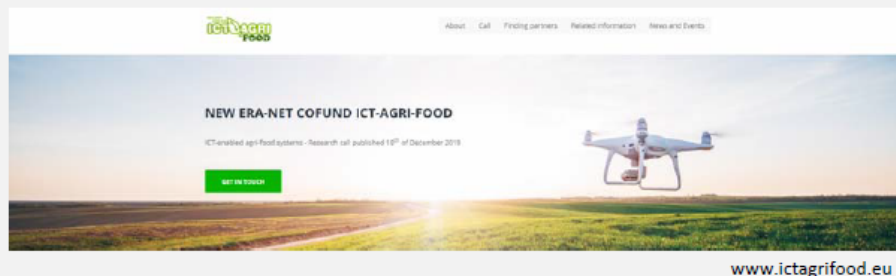 ICT-AGRI
FOOD
About Call Finding partners Related information News and Events
NEW ERA-NET COFUND ICT-AGRI-FOOD
ICT-enabled agri-food systems - Research call published 10th of December 2019
GET IN TOUCH
www.ictagrifood.eu